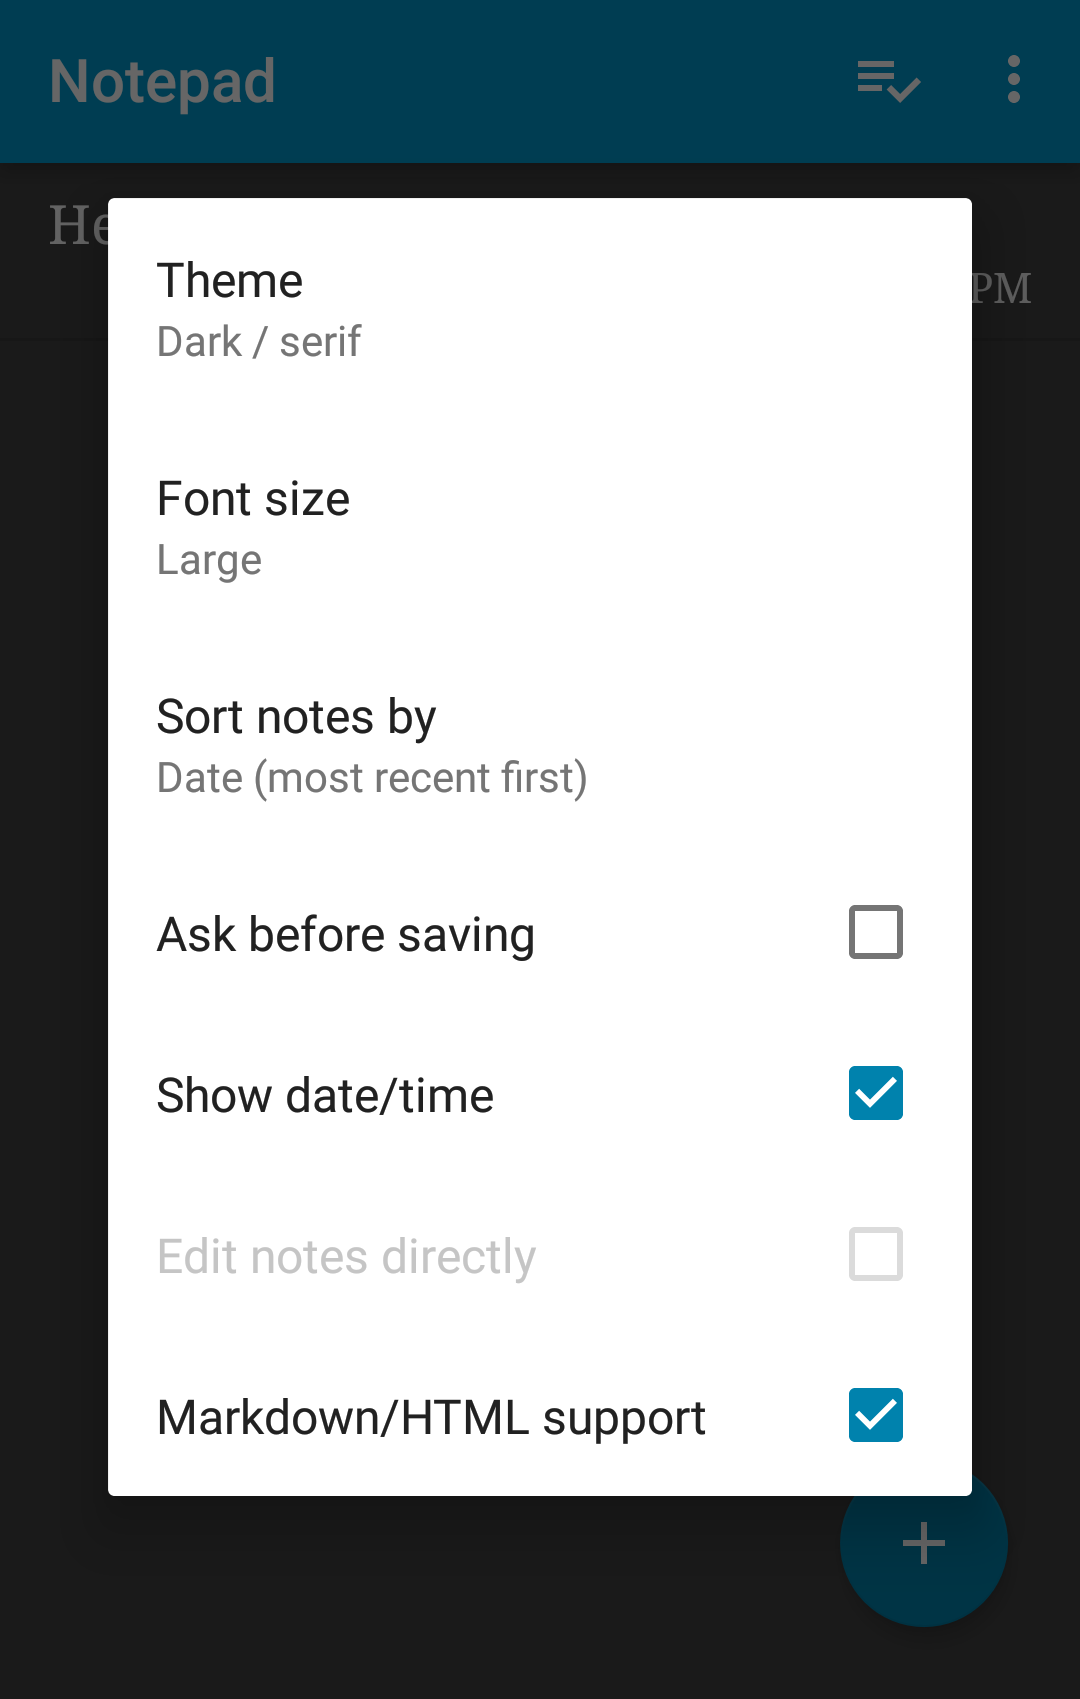 Notepad
PM
Theme
Dark / serif
Font size
Large
Sort notes by
Date (most recent first)
Ask before saving
Show date/time
Edit notes directly
Markdown/HTML support